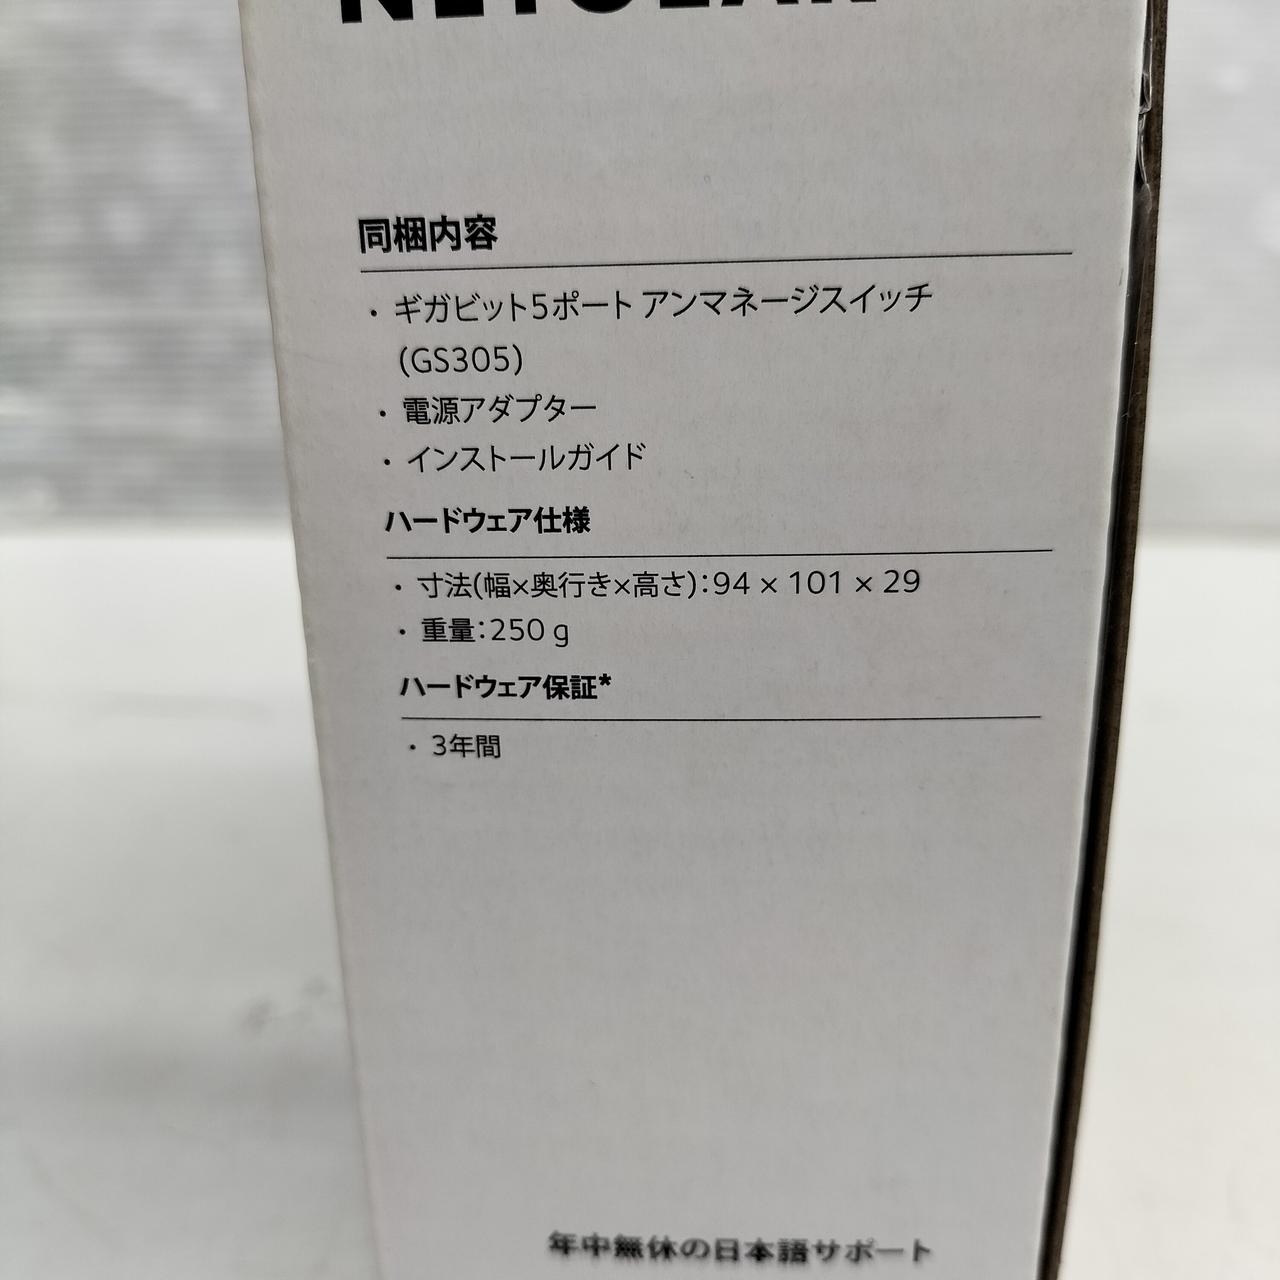 NETGEAR
同梱内容
・ギガビット5ポート アンマネージスイッチ
(GS305)
・電源アダプター
・インストールガイド
ハードウェア仕様
・寸法(幅×奥行き×高さ):94 × 101 × 29
・重量:250 g
ハードウェア保証*
・3年間
年中無休の日本語サポート